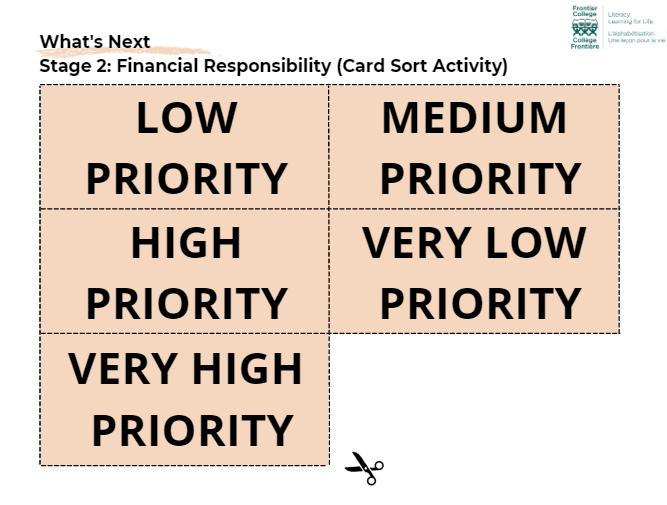 Frontier
College
Collège
Frontière
Literacy.
Learning for Life.
L'alphabétisation.
Une leçon pour la vie.
What's Next
Stage 2: Financial Responsibility (Card Sort Activity)
LOW
PRIORITY
MEDIUM
PRIORITY
HIGH
PRIORITY
VERY LOW
PRIORITY
VERY HIGH
PRIORITY